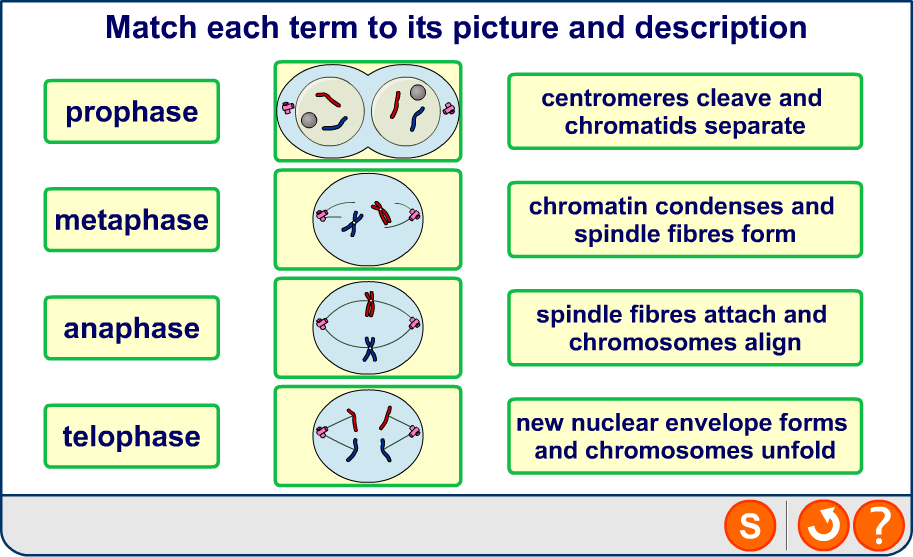 Match each term to its picture and description
prophase
centromeres cleave and
chromatids separate
metaphase
chromatin condenses and
spindle fibres form
anaphase
spindle fibres attach and
chromosomes align
telophase
new nuclear envelope forms
and chromosomes unfold
S
?